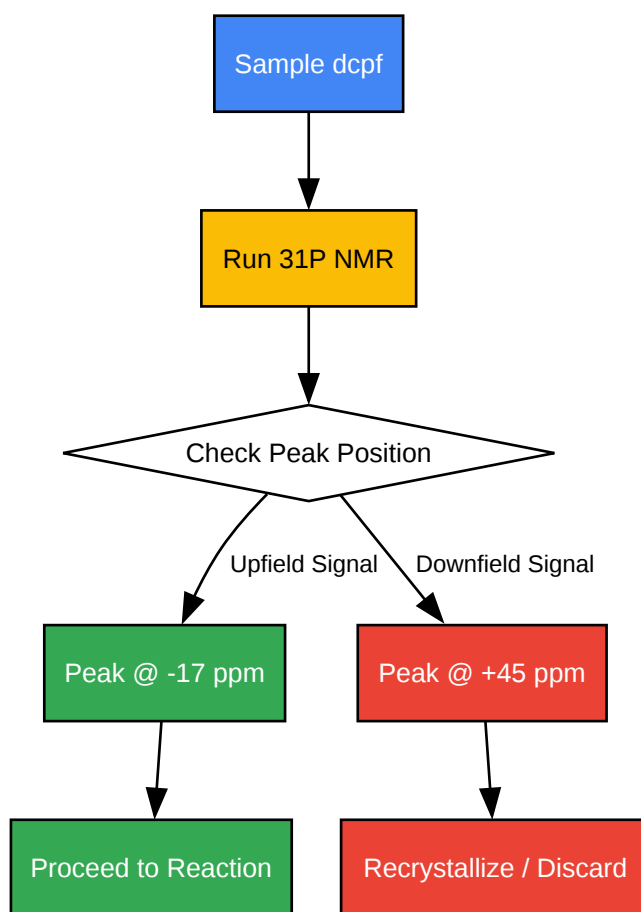 Sample dcpf
Run 31P NMR
Check Peak Position
Upfield Signal
Downfield Signal
Peak @ -17 ppm
Peak @ +45 ppm
Proceed to Reaction
Recrystallize / Discard